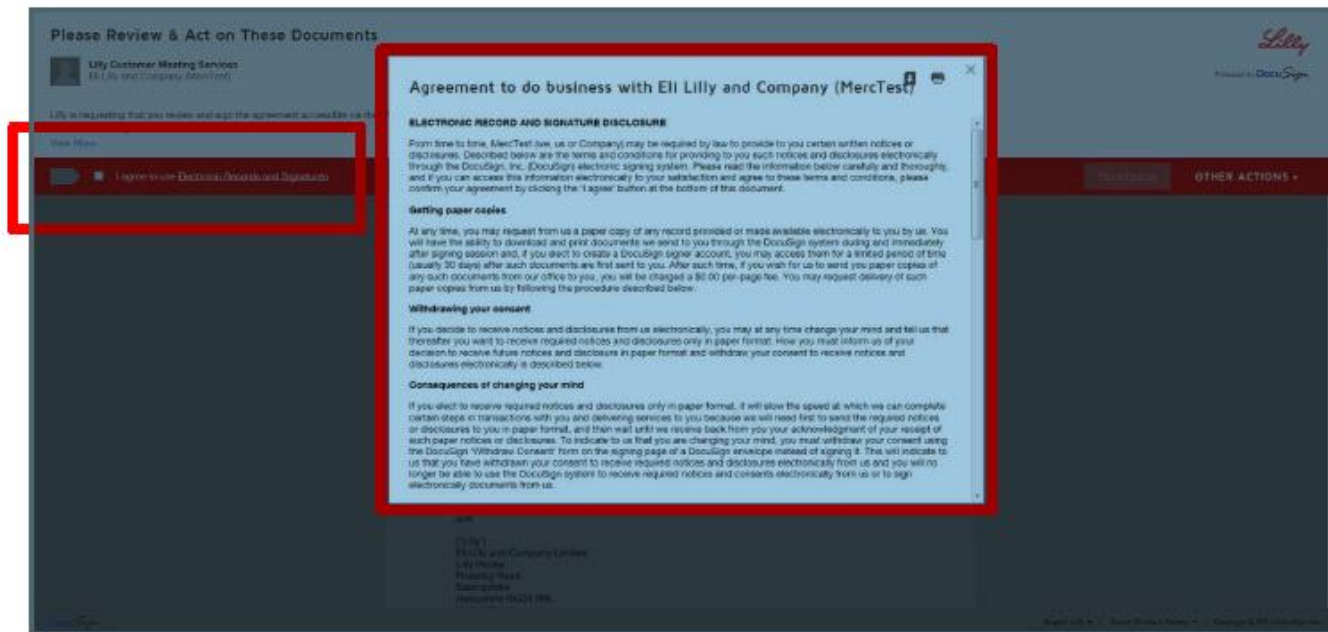 Please Review & Act on These Documents
Lilly
Lilly Customer Meeting Services
Eli Lilly and Company (MercTest)
Powered by DocuSign
Lilly is requesting that you review and sign the agreement accessible via the
View More
I agree to use Electronic Records and Signatures
OTHER ACTIONS
Agreement to do business with Eli Lilly and Company (MercTest)
ELECTRONIC RECORD AND SIGNATURE DISCLOSURE
From time to time, MercTest (we, us or Company) may be required by law to provide to you certain written notices or
disclosures. Described below are the terms and conditions for providing to you such notices and disclosures electronically
through the DocuSign, Inc. (DocuSign) electronic signing system. Please read the information below carefully and thoroughly,
and if you can access this information electronically to your satisfaction and agree to these terms and conditions, please
confirm your agreement by clicking the 'I agree' button at the bottom of this document.
Getting paper copies
At any time, you may request from us a paper copy of any record provided or made available electronically to you by us. You
will have the ability to download and print documents we send to you through the DocuSign system during and immediately
after signing session and, if you elect to create a DocuSign signer account, you may access them for a limited period of time
(usually 30 days) after such documents are first sent to you. After such time, if you wish for us to send you paper copies of
any such documents from our office to you, you will be charged a $0.00 per-page fee. You may request delivery of such
paper copies from us by following the procedure described below.
Withdrawing your consent
If you decide to receive notices and disclosures from us electronically, you may at any time change your mind and tell us that
thereafter you want to receive required notices and disclosures only in paper format. How you must inform us of your
decision to receive future notices and disclosure in paper format and withdraw your consent to receive notices and
disclosures electronically is described below.
Consequences of changing your mind
If you elect to receive required notices and disclosures only in paper format, it will slow the speed at which we can complete
certain steps in transactions with you and delivering services to you because we will need first to send the required notices
or disclosures to you in paper format, and then wait until we receive back from you your acknowledgment of your receipt of
such paper notices or disclosures. To indicate to us that you are changing your mind, you must withdraw your consent using
the DocuSign 'Withdraw Consent' form on the signing page of a DocuSign envelope instead of signing it. This will indicate to
us that you have withdrawn your consent to receive required notices and disclosures electronically from us and you will no
longer be able to use the DocuSign system to receive required notices and consents electronically from us or to sign
electronically documents from us.
("Lilly")
Eli Lilly and Company Limited
Lilly House
Priestley Road
Basingstoke
DocuSign